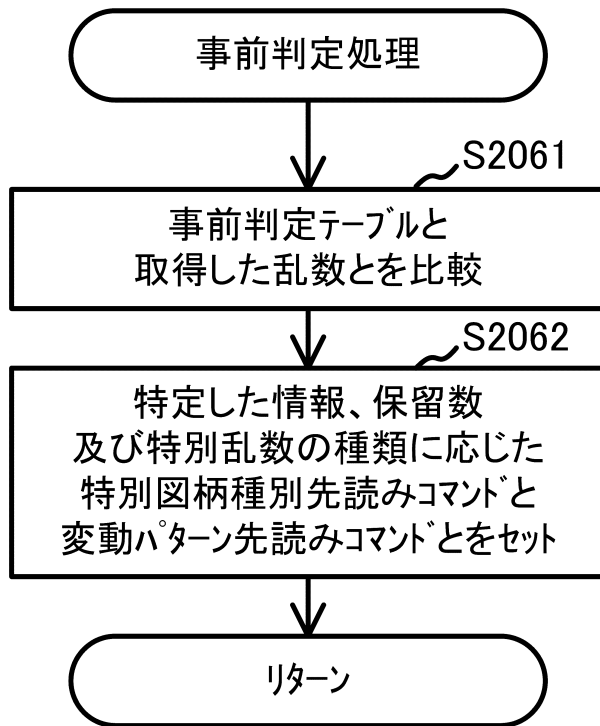 事前判定処理
S2061
事前判定ﾃｰﾌﾞﾙと
取得した乱数とを比較
S2062
特定した情報、保留数
及び特別乱数の種類に応じた
特別図柄種別先読みｺﾏﾝﾄﾞと
変動ﾊﾟﾀｰﾝ先読みｺﾏﾝﾄﾞとをｾｯﾄ
ﾘﾀｰﾝ